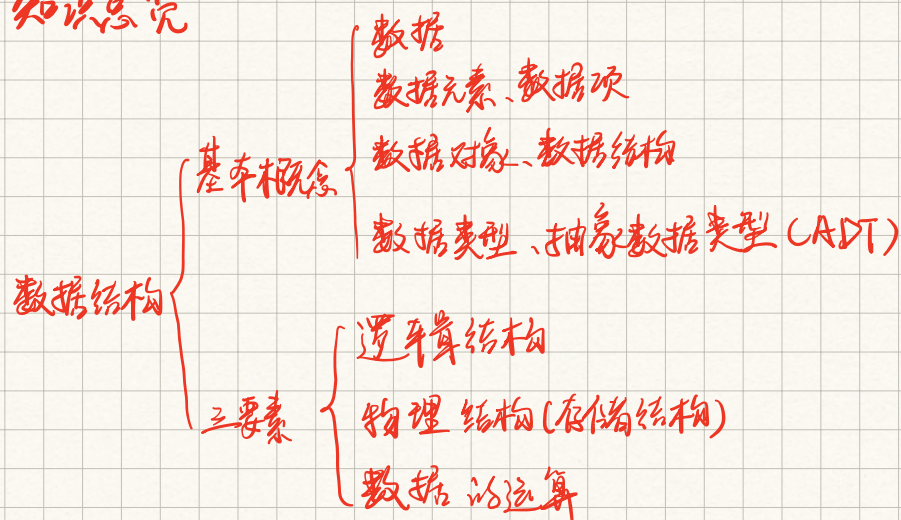 知识总览
数据
数据元素、数据项
基本概念
数据对象、数据结构
数据类型、抽象数据类型(ADT)
数据结构
逻辑结构
三要素
物理结构(存储结构)
数据的运算